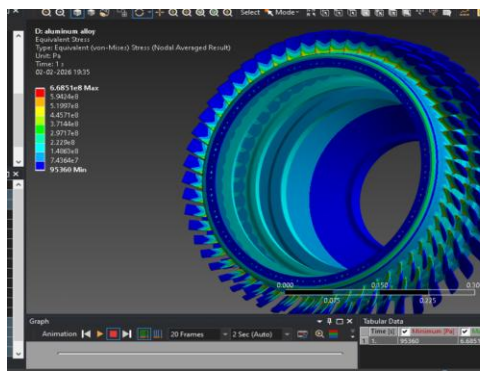 Select Mode
D: aluminum alloy
Equivalent Stress
Type: Equivalent (von-Mises) Stress (Nodal Averaged Result)
Unit: Pa
Time: 1 s
02-02-2026 19:35
6.6851e8 Max
5.9424e8
5.1997e8
4.4571e8
3.7144e8
2.9717e8
2.229e8
1.4863e8
7.4364e7
95360 Min
0.000 0.150 0.30
0.075 0.225
Graph
Animation 20 Frames 2 Sec (Auto)
Tabular Data
Time [s] Minimum [Pa]
1 1. 95360 6.6851